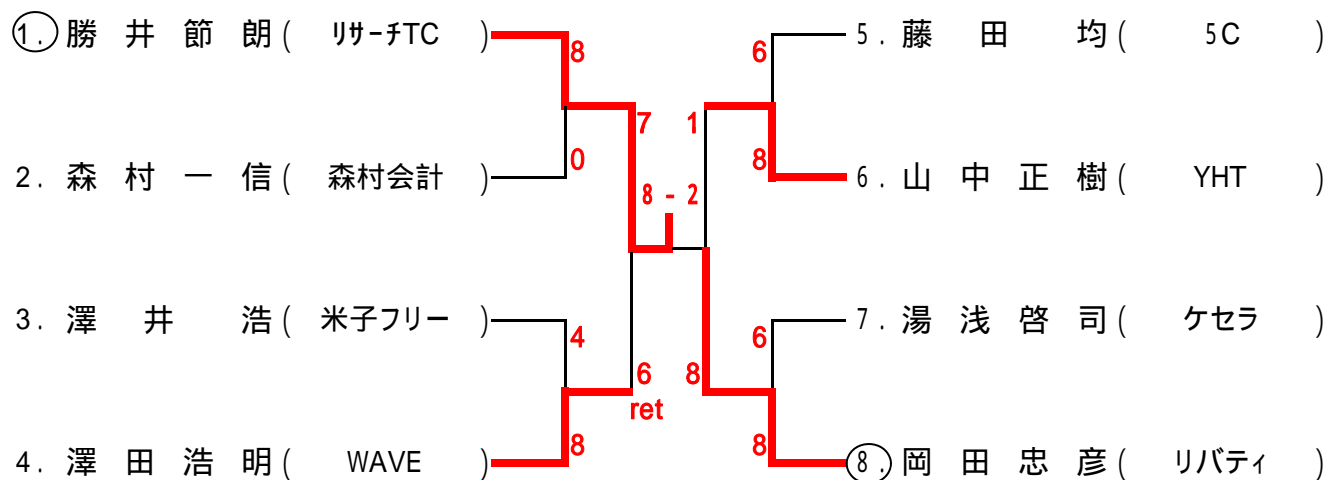 1. 勝井節朗 ( リサーチTC )
8
7
0
2. 森村一信 ( 森村会計 )
3. 澤井浩 ( 米子フリー )
4
6
ret
8
4. 澤田浩明 ( WAVE )
8 - 2
5. 藤田均 ( 5C )
6
1
8
6. 山中正樹 ( YHT )
7. 湯浅啓司 ( ケセラ )
6
8
8
8. 岡田忠彦 ( リバティ )